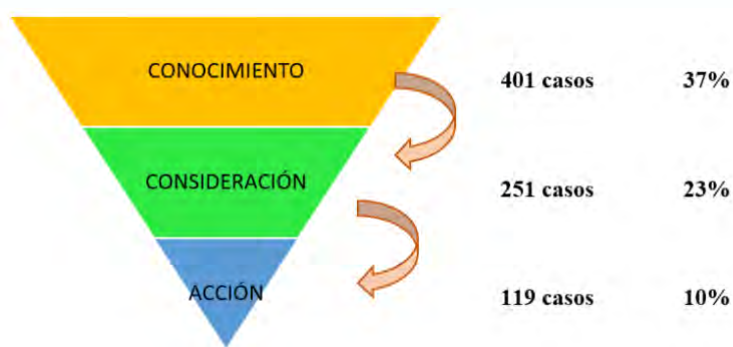 CONOCIMIENTO
401 casos 37%
CONSIDERACIÓN
251 casos 23%
ACCIÓN
119 casos 10%